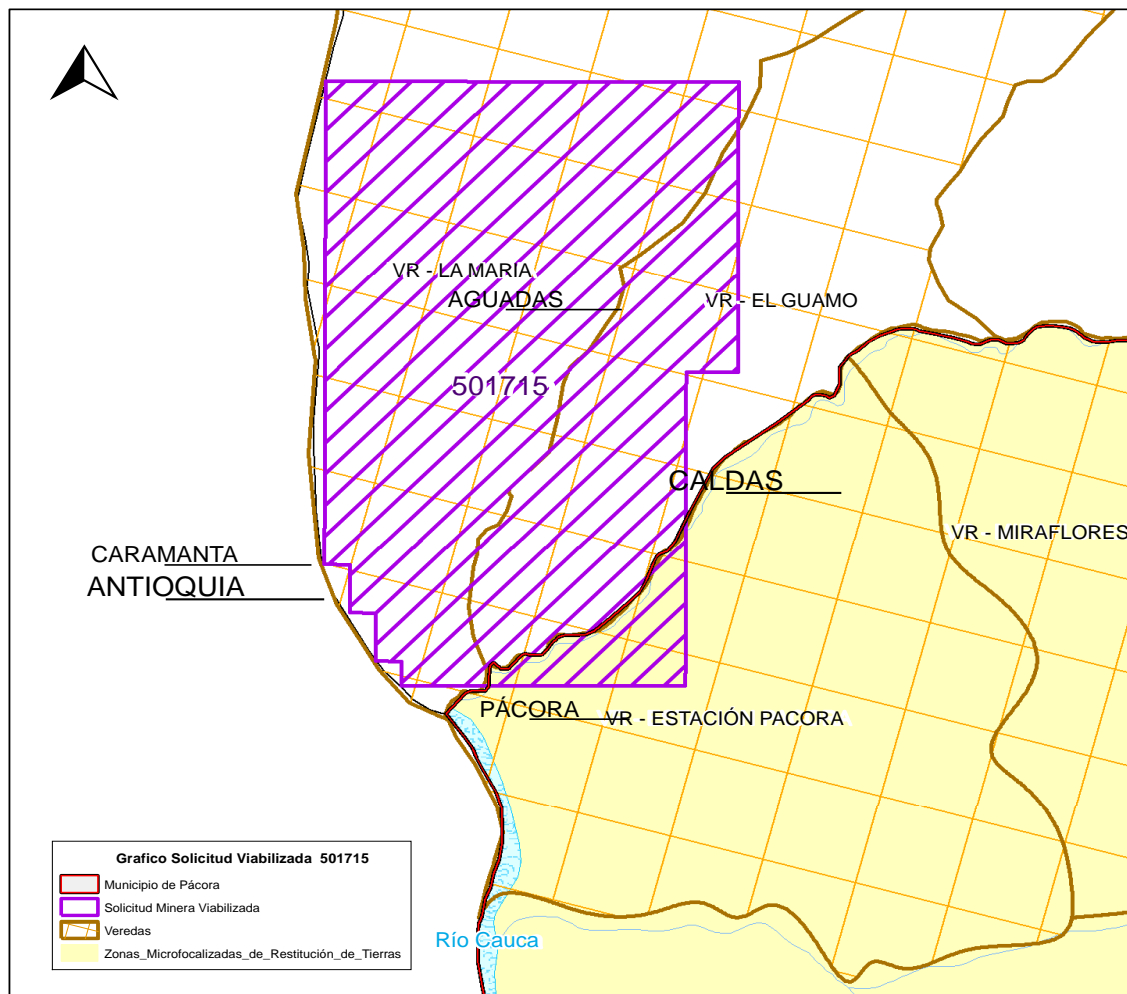 VR - LA MARIA
AGUADAS
VR - EL GUAMO
501715
CALDAS
VR - MIRAFLORES
CARAMANTA
ANTIOQUIA
PÁCORA
VR - ESTACIÓN PACORA
Grafico Solicitud Viabilizada 501715
Municipio de Pácora
Solicitud Minera Viabilizada
Veredas
Zonas_Microfocalizadas_de_Restitución_de_Tierras
Río Cauca